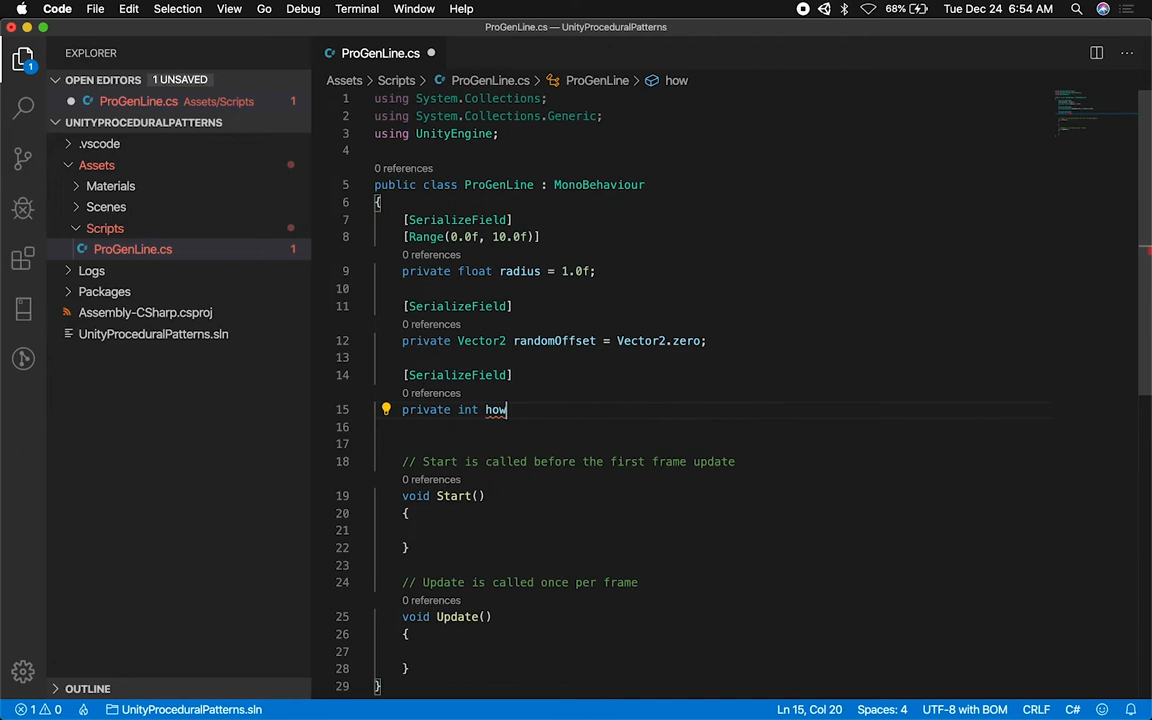 Code File Edit Selection View Go Debug Terminal Window Help 68% Tue Dec 24 6:54 AM
ProGenLine.cs — UnityProceduralPatterns
EXPLORER
OPEN EDITORS 1 UNSAVED
ProGenLine.cs Assets/Scripts 1
UNITYPROCEDURALPATTERNS
.vscode
Assets
Materials
Scenes
Scripts
ProGenLine.cs 1
Logs
Packages
Assembly-CSharp.csproj
UnityProceduralPatterns.sln
OUTLINE
1
ProGenLine.cs
Assets > Scripts > ProGenLine.cs > ProGenLine > how
1 using System.Collections;
2 using System.Collections.Generic;
3 using UnityEngine;
4
0 references
5 public class ProGenLine : MonoBehaviour
6 {
7 [SerializeField]
8 [Range(0.0f, 10.0f)]
0 references
9 private float radius = 1.0f;
10
11 [SerializeField]
0 references
12 private Vector2 randomOffset = Vector2.zero;
13
14 [SerializeField]
0 references
15 private int how
16
17
18 // Start is called before the first frame update
0 references
19 void Start()
20 {
21
22 }
23
24 // Update is called once per frame
0 references
25 void Update()
26 {
27
28 }
29 }
1 0 UnityProceduralPatterns.sln Ln 15, Col 20 Spaces: 4 UTF-8 with BOM CRLF C#